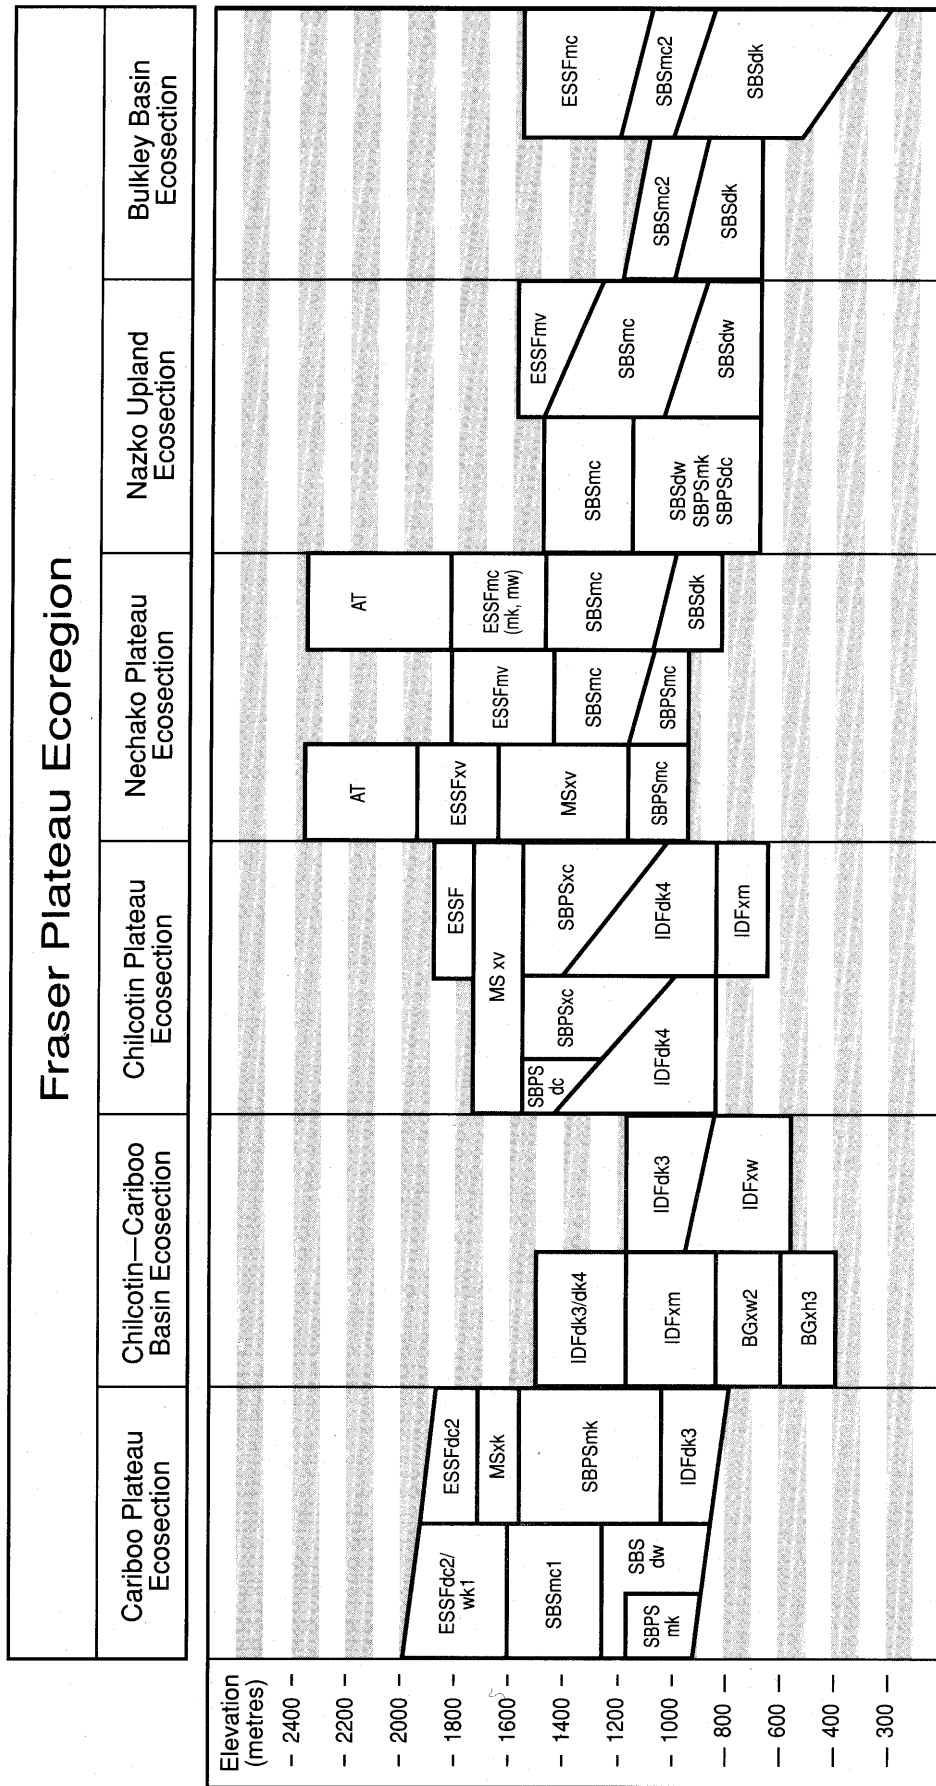 Fraser Plateau Ecoregion
Cariboo Plateau
Ecosection
Chilcotin—Cariboo
Basin Ecosection
Chilcotin Plateau
Ecosection
Nechako Plateau
Ecosection
Nazko Upland
Ecosection
Bulkley Basin
Ecosection
Elevation
(metres)
– 2400 –
– 2200 –
– 2000 –
– 1800 –
– 1600 –
– 1400 –
– 1200 –
– 1000 –
– 800 –
– 600 –
– 400 –
– 300 –
ESSFdc2/
wk1
SBSmc1
SBPS
mk
SBS
dw
ESSFdc2
MSxk
SBPSmk
IDFdk3
IDFdk3/dk4
IDFxm
BGxw2
BGxh3
IDFdk3
IDFxw
MS xv
SBPS
dc
SBPSxc
IDFdk4
ESSF
SBPSxc
IDFdk4
IDFxm
AT
ESSFxv
MSxv
SBPSmc
ESSFmv
SBSmc
SBPSmc
AT
ESSFmc
(mk, mw)
SBSmc
SBSdk
SBSmc
SBSdw
SBPSmk
SBPSdc
ESSFmv
SBSmc
SBSdw
SBSmc2
SBSdk
ESSFmc
SBSmc2
SBSdk